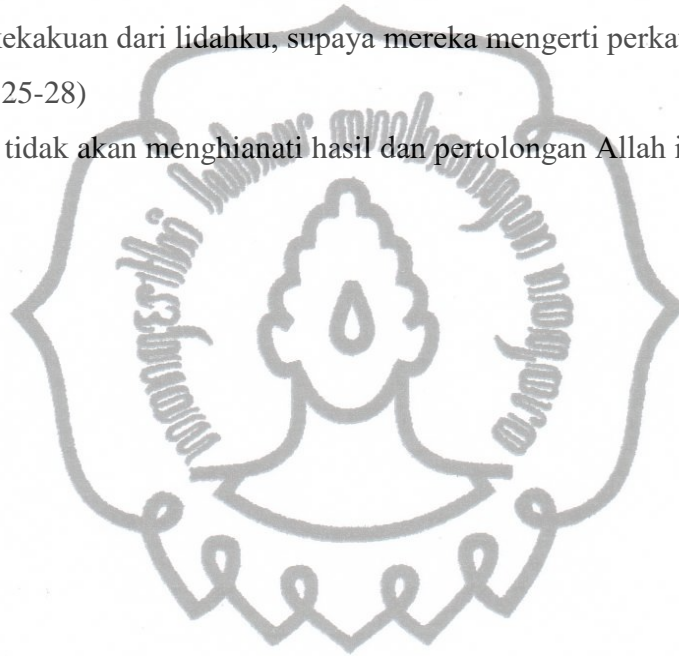 kekakuan dari lidahku, supaya mereka mengerti perka
25-28)
tidak akan menghianati hasil dan pertolongan Allah i